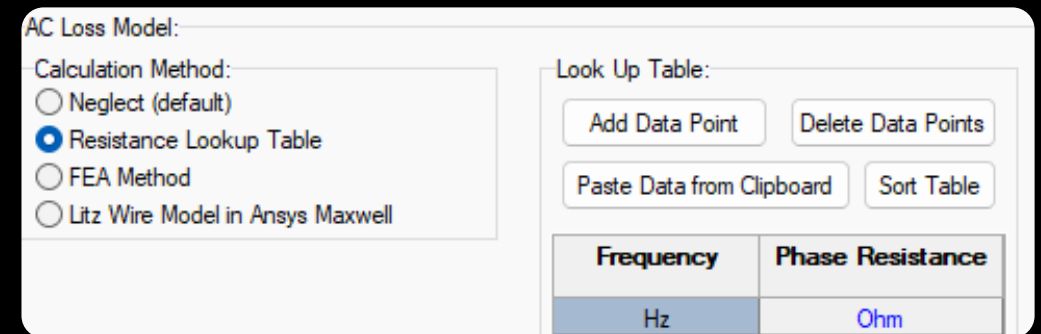 AC Loss Model:
Calculation Method:
Neglect (default)
Resistance Lookup Table
FEA Method
Litz Wire Model in Ansys Maxwell
Look Up Table:
Add Data Point Delete Data Points
Paste Data from Clipboard Sort Table
Frequency Phase Resistance
Hz Ohm